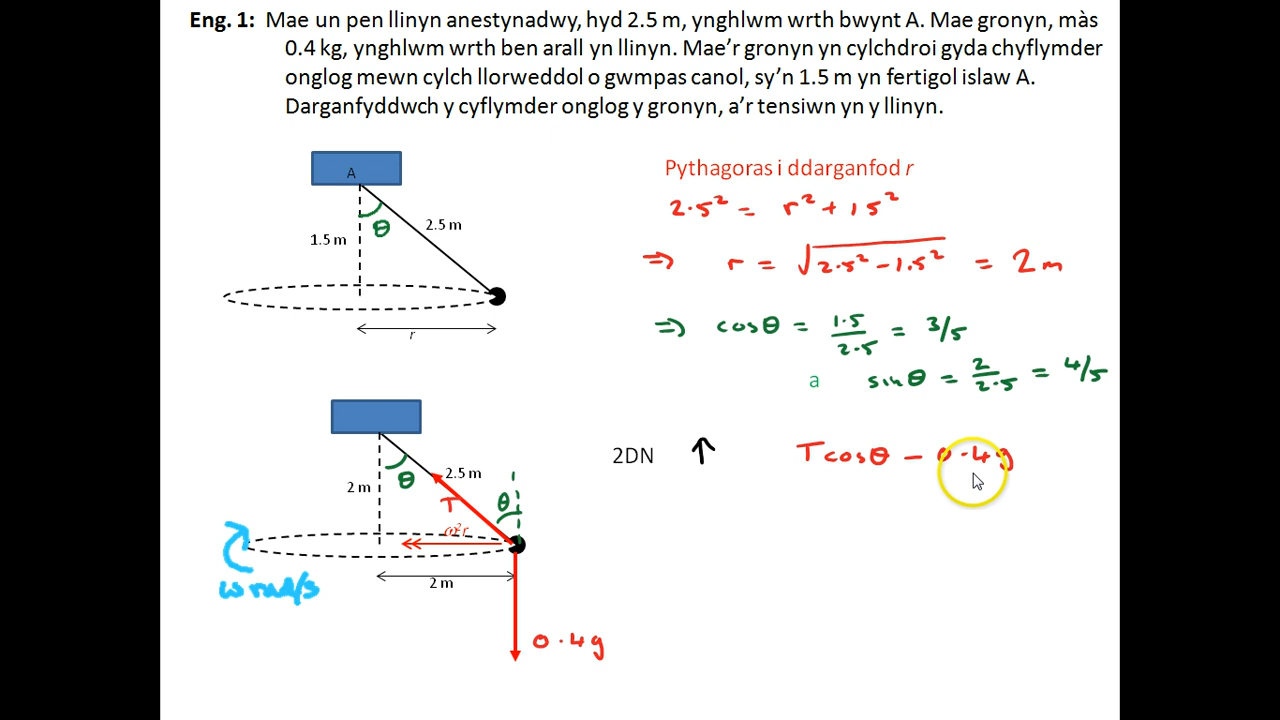 Eng. 1: Mae un pen llinyn anestynadwy, hyd 2.5 m, ynghlwm wrth bwynt A. Mae gronyn, màs
0.4 kg, ynghlwm wrth ben arall yn llinyn. Mae’r gronyn yn cylchdroi gyda chyflymder
onglog mewn cylch llorweddol o gwmpas canol, sy’n 1.5 m yn fertigol islaw A.
Darganfyddwch y cyflymder onglog y gronyn, a’r tensiwn yn y llinyn.
A
θ
2.5 m
1.5 m
r
Pythagoras i ddarganfod r
2.5² = r² + 1.5²
⇒ r = √2.5² − 1.5² = 2m
⇒ cosθ = 1.5/2.5 = 3/5
a sinθ = 2/2.5 = 4/5
2DN ↑ Tcosθ − 0.4g
θ
2.5 m
2 m
T
θ
ω²r
ω rad/s
2 m
0.4g